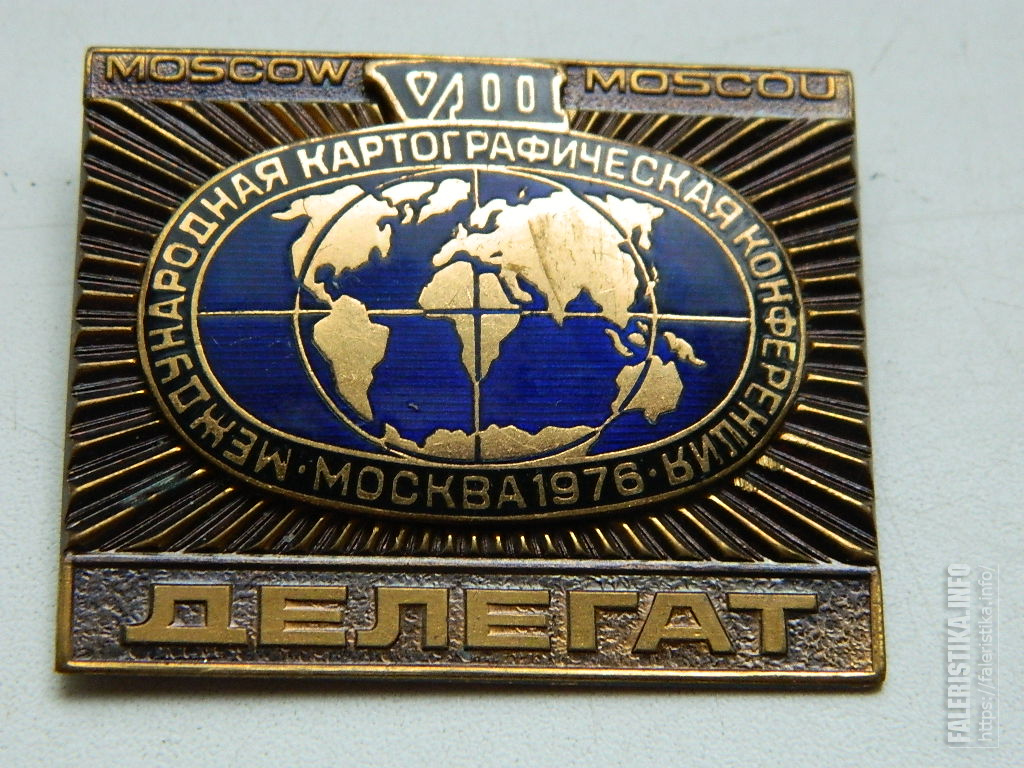 MOSCOW VIII MOSCOU
МЕЖДУНАРОДНАЯ КАРТОГРАФИЧЕСКАЯ КОНФЕРЕНЦИЯ
· МОСКВА 1976 ·
ДЕЛЕГАТ
FALERISTIKA.INFO
https://faleristika.info/